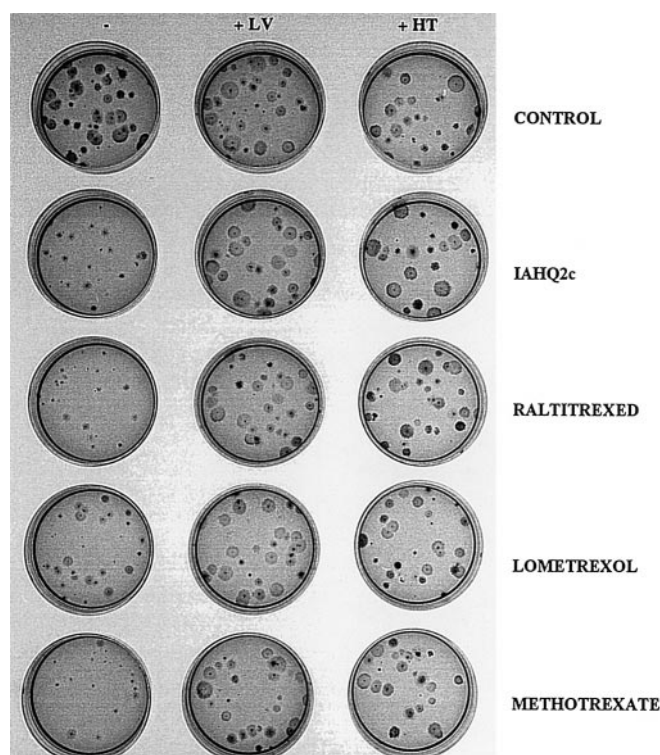 - + LV + HT
CONTROL
IAHQ2c
RALTITREXED
LOMETREXOL
METHOTREXATE